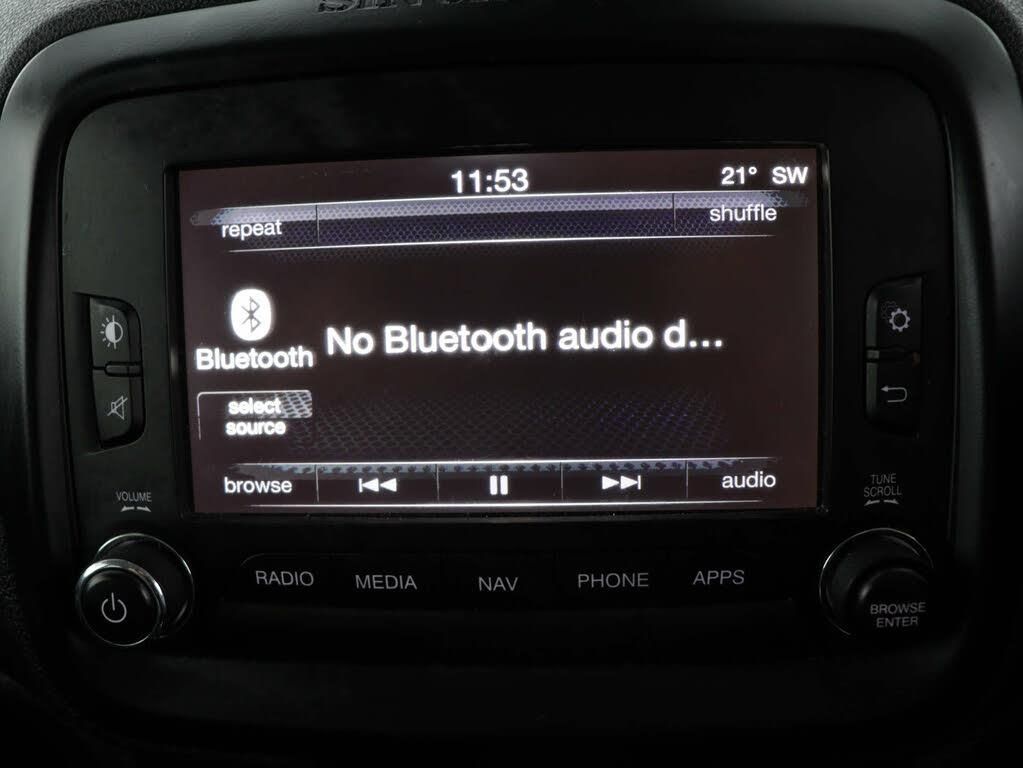 11:53
21° SW
repeat
shuffle
Bluetooth
No Bluetooth audio d...
select
source
browse
audio
VOLUME
TUNE
SCROLL
RADIO
MEDIA
NAV
PHONE
APPS
BROWSE
ENTER